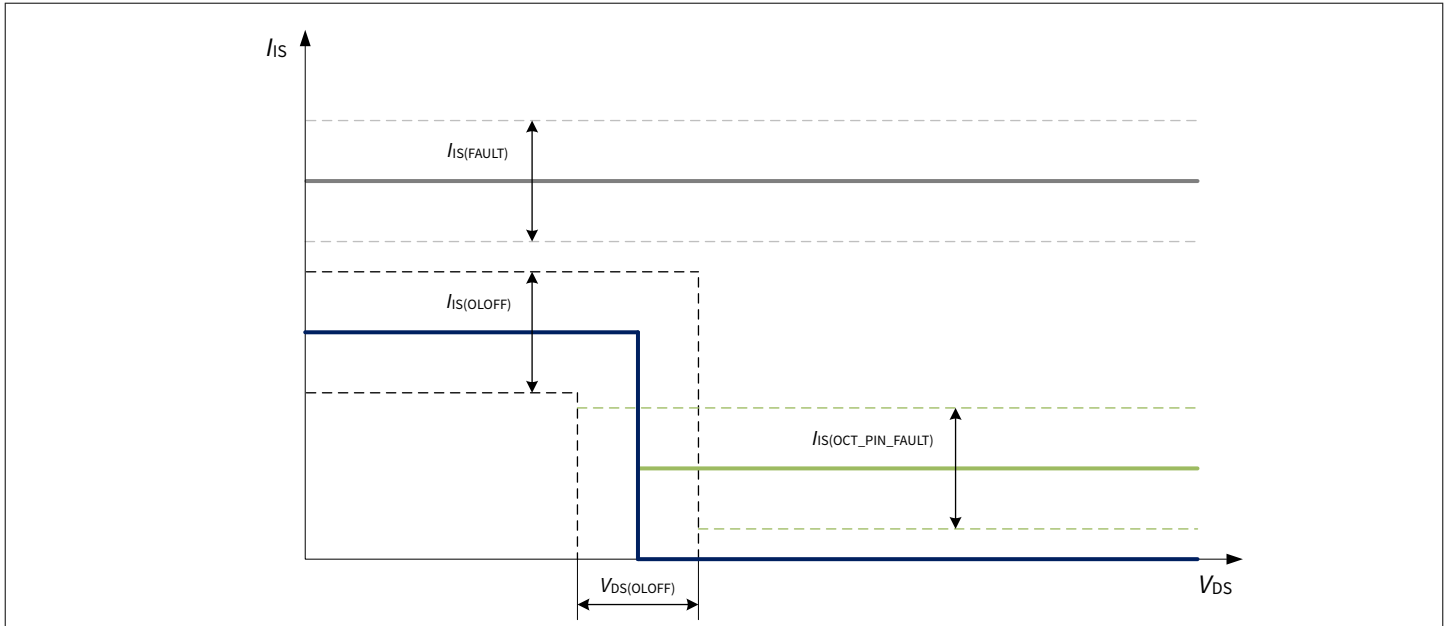 IIS
IIS(FAULT)
IIS(OLOFF)
IIS(OCT_PIN_FAULT)
VDS(OLOFF)
VDS